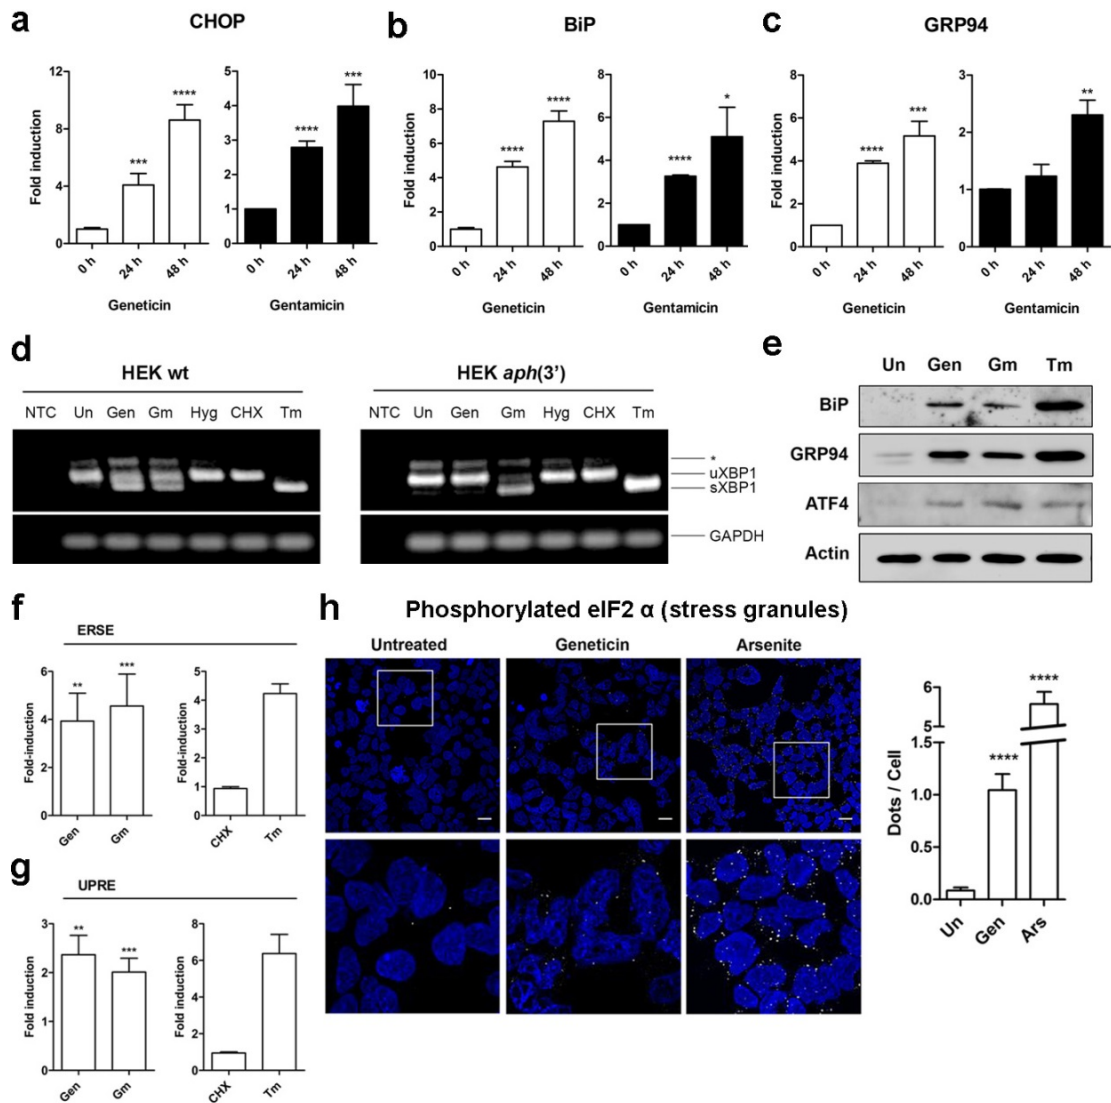 a
CHOP
Fold induction
12
8
4
0
****
***
0 h
24 h
48 h
Geneticin
5
4
3
2
1
0
***
****
0 h
24 h
48 h
Gentamicin
b
BiP
Fold induction
10
8
6
4
2
0
****
****
0 h
24 h
48 h
Geneticin
8
6
4
2
0
*
****
0 h
24 h
48 h
Gentamicin
c
GRP94
Fold induction
8
6
4
2
0
***
****
0 h
24 h
48 h
Geneticin
3
2
1
0
**
0 h
24 h
48 h
Gentamicin
d
HEK wt
NTC Un Gen Gm Hyg CHX Tm
HEK aph(3')
NTC Un Gen Gm Hyg CHX Tm
*
uXBP1
sXBP1
GAPDH
e
Un Gen Gm Tm
BiP
GRP94
ATF4
Actin
f
ERSE
Fold-induction
6
4
2
0
**
***
Gen
Gm
Fold-induction
5
4
3
2
1
0
CHX
Tm
g
UPRE
Fold induction
3
2
1
0
**
***
Gen
Gm
Fold induction
8
6
4
2
0
CHX
Tm
h
Phosphorylated eIF2 α (stress granules)
Untreated
Geneticin
Arsenite
Dots / Cell
6
5
1.5
1.0
0.5
0.0
****
****
Un
Gen
Ars